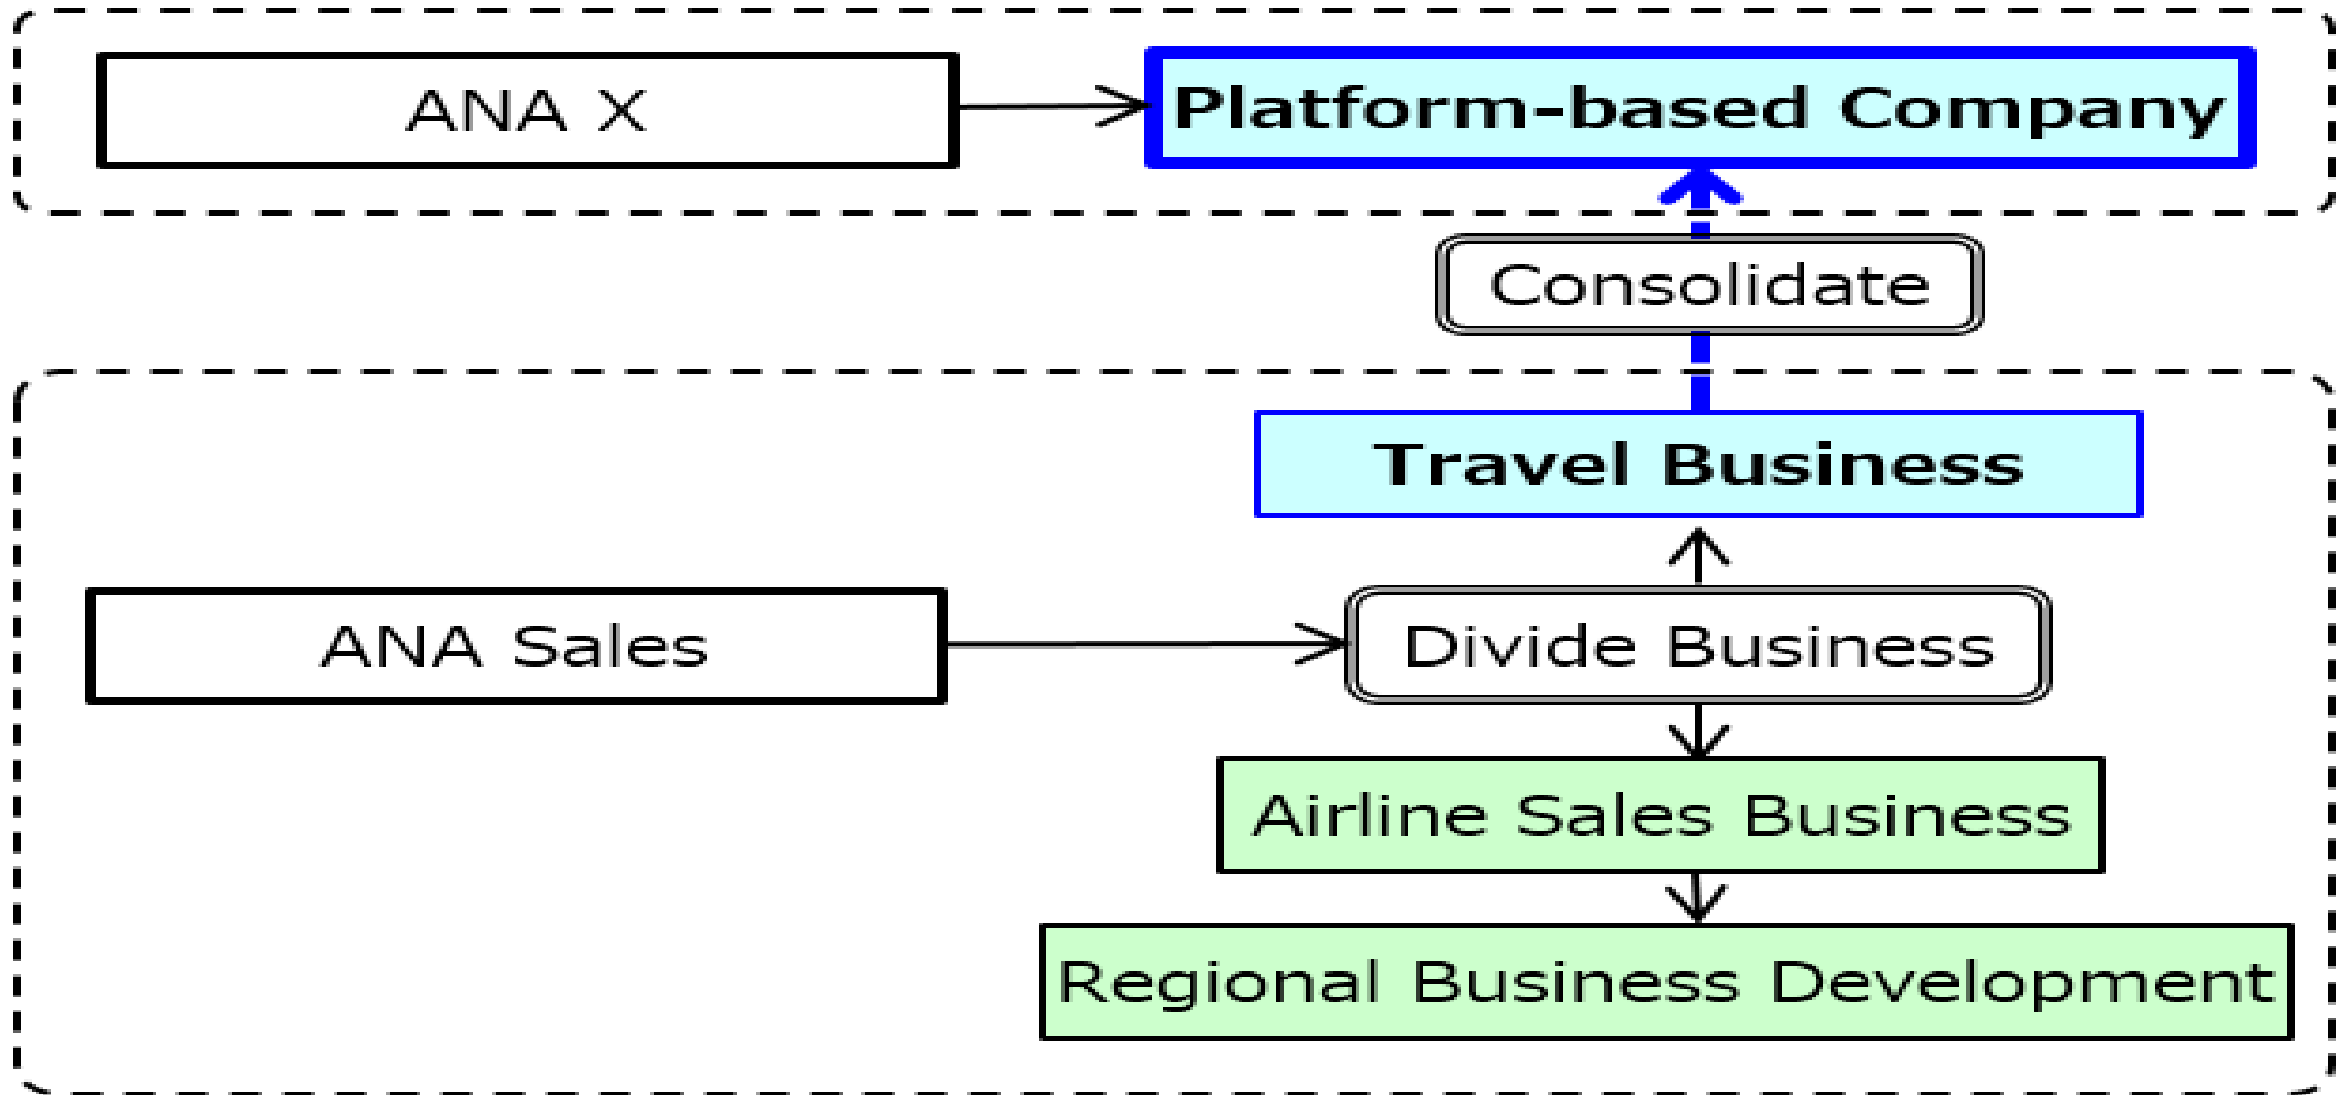 ANA X
Platform-based Company
Consolidate
Travel Business
ANA Sales
Divide Business
Airline Sales Business
Regional Business Development